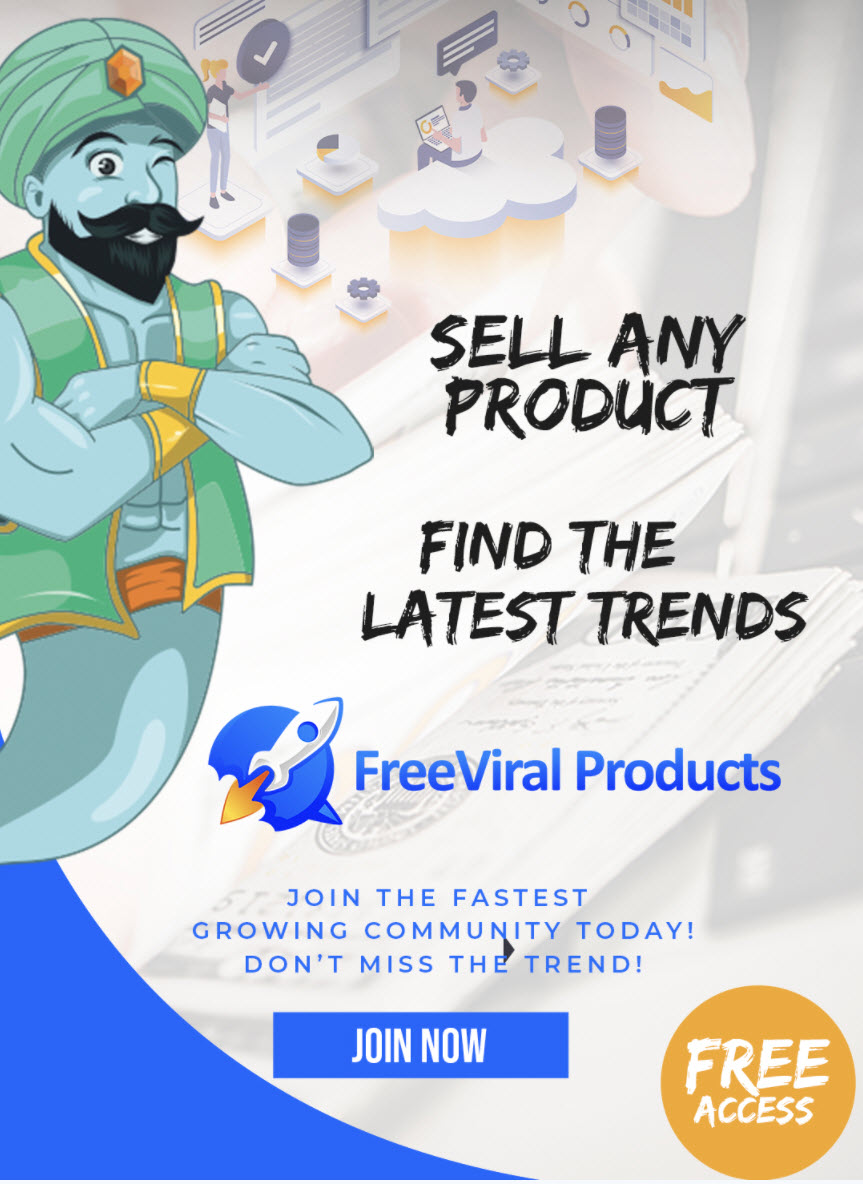 SELL ANY
PRODUCT
FIND THE
LATEST TRENDS
FreeViral Products
JOIN THE FASTEST
GROWING COMMUNITY TODAY!
DON'T MISS THE TREND!
JOIN NOW
FREE
ACCESS